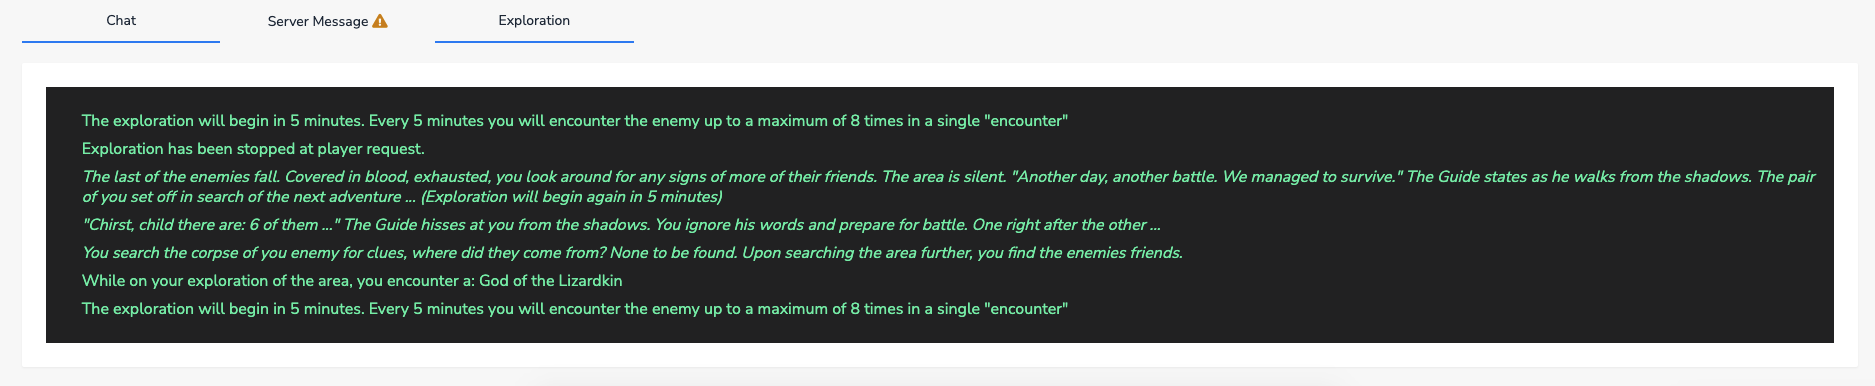 Chat
Server Message
Exploration
The exploration will begin in 5 minutes. Every 5 minutes you will encounter the enemy up to a maximum of 8 times in a single "encounter"
Exploration has been stopped at player request.
The last of the enemies fall. Covered in blood, exhausted, you look around for any signs of more of their friends. The area is silent. "Another day, another battle. We managed to survive." The Guide states as he walks from the shadows. The pair
of you set off in search of the next adventure ... (Exploration will begin again in 5 minutes)
"Chirst, child there are: 6 of them ..." The Guide hisses at you from the shadows. You ignore his words and prepare for battle. One right after the other ...
You search the corpse of you enemy for clues, where did they come from? None to be found. Upon searching the area further, you find the enemies friends.
While on your exploration of the area, you encounter a: God of the Lizardkin
The exploration will begin in 5 minutes. Every 5 minutes you will encounter the enemy up to a maximum of 8 times in a single "encounter"